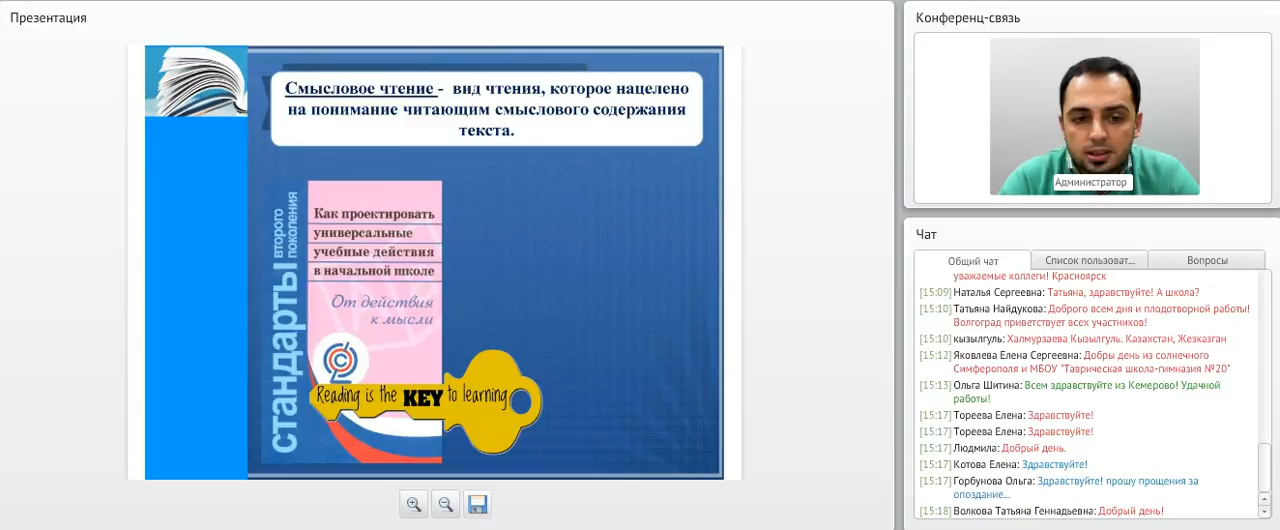 Презентация
Смысловое чтение - вид чтения, которое нацелено
на понимание читающим смыслового содержания
текста.
стандарты
второго
поколения
Как проектировать
универсальные
учебные действия
в начальной школе
От действия
к мысли
Reading is the KEY to learning
Конференц-связь
Администратор
Чат
Общий чат
Список пользоват...
Вопросы
уважаемые коллеги! Красноярск
[15:09] Наталья Сергеевна: Татьяна, здравствуйте! А школа?
[15:10] Татьяна Найдукова: Доброго всем дня и плодотворной работы!
Волгоград приветствует всех участников!
[15:10] кызылгуль: Халмурзаева Кызылгуль. Казахстан, Жезказган
[15:12] Яковлева Елена Сергеевна: Добры день из солнечного
Симферополя и МБОУ "Таврическая школа-гимназия №20"
[15:13] Ольга Шитина: Всем здравствуйте из Кемерово! Удачной
работы!
[15:17] Тореева Елена: Здравствуйте!
[15:17] Тореева Елена: Здравствуйте!
[15:17] Людмила: Добрый день.
[15:17] Котова Елена: Здравствуйте!
[15:17] Горбунова Ольга: Здравствуйте! прошу прощения за
опоздание...
[15:18] Волкова Татьяна Геннадьевна: Добрый день!